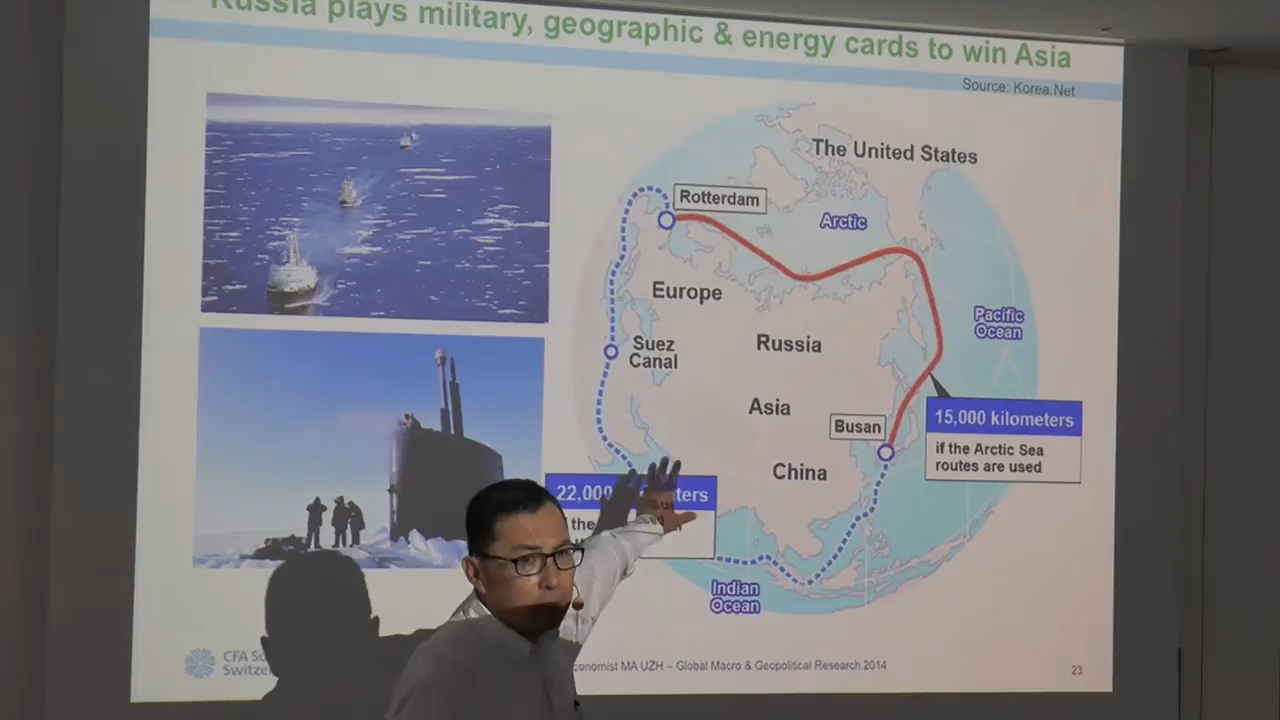 Russia plays military, geographic & energy cards to win Asia
Source: Korea.Net
The United States
Rotterdam
Arctic
Europe
Pacific
Ocean
Suez
Canal
Russia
Asia
Busan
15,000 kilometers
if the Arctic Sea
routes are used
China
22,000
the
Indian
Ocean
CFA
Economist MA UZH – Global Macro & Geopolitical Research 2014
23